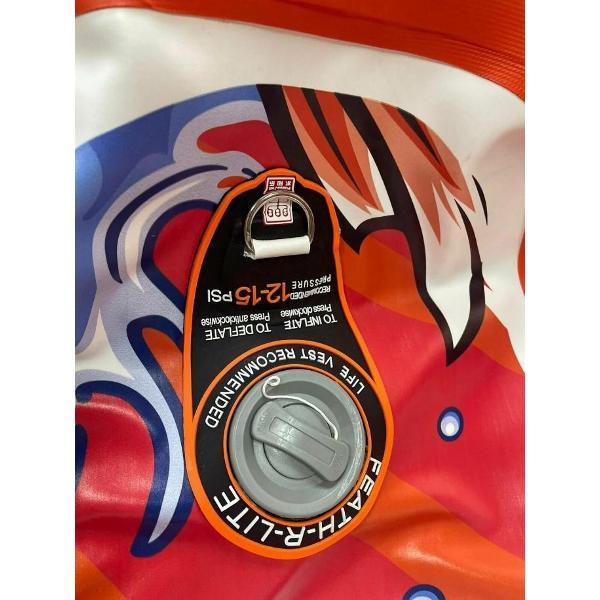 FEATH-R-LITE
LIFE VEST RECOMMENDED
TO INFLATE
Press clockwise
TO DEFLATE
Press anticlockwise
RECOMMENDED
PRESSURE
12-15 PSI